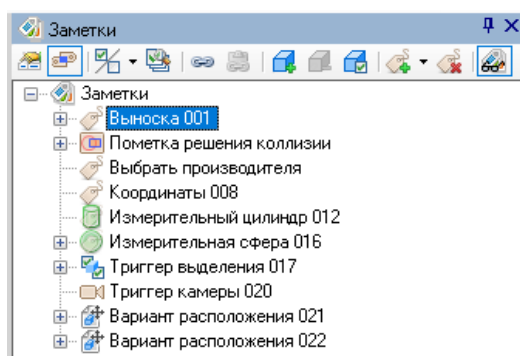 Заметки
Заметки
Выноска 001
Пометка решения коллизии
Выбрать производителя
Координаты 008
Измерительный цилиндр 012
Измерительная сфера 016
Триггер выделения 017
Триггер камеры 020
Вариант расположения 021
Вариант расположения 022